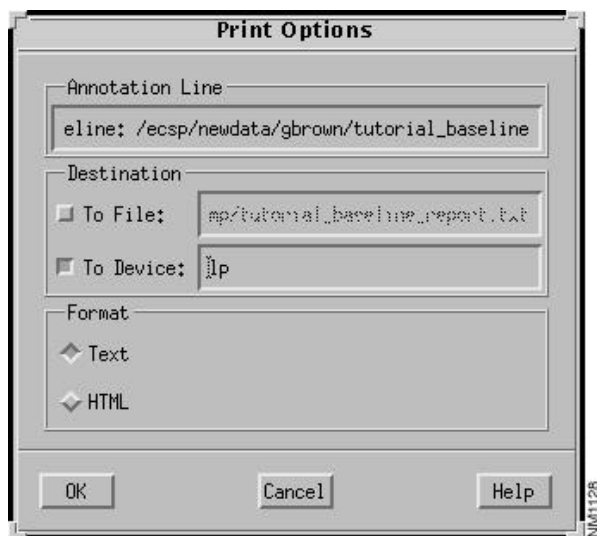 Print Options
Annotation Line
eline: /ecsp/newdata/gbrown/tutorial_baseline
Destination
To File: mp/tutorial_baseline_report.txt
To Device: lp
Format
Text
HTML
OK Cancel Help
NM1128